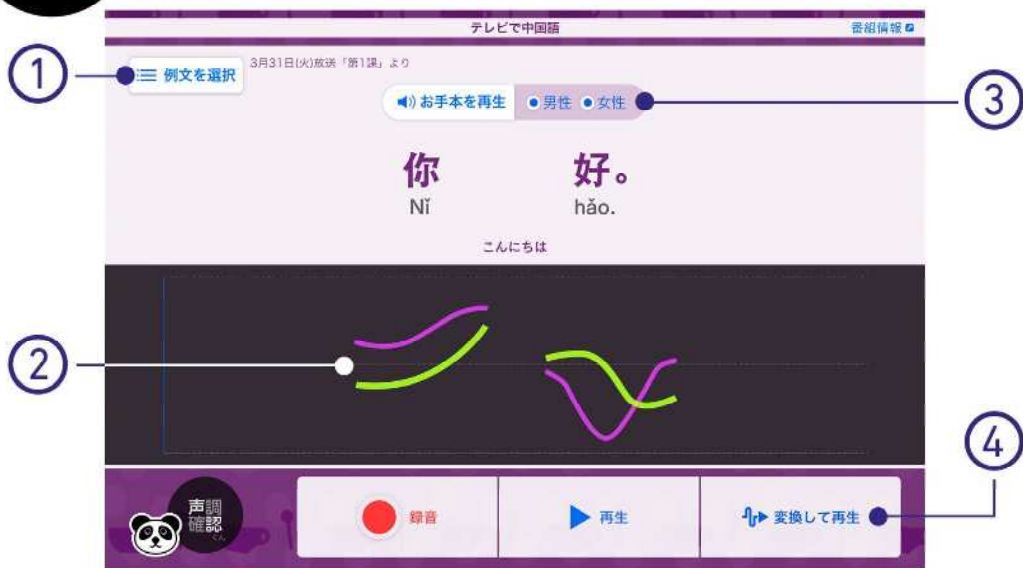 テレビで中国語
番組情報
① 例文を選択
3月31日(火)放送「第1課」より
お手本を再生 男性 女性 ③
你 好。
Nǐ hǎo.
こんにちは
②
④
声調
確認
くん
録音 再生 変換して再生